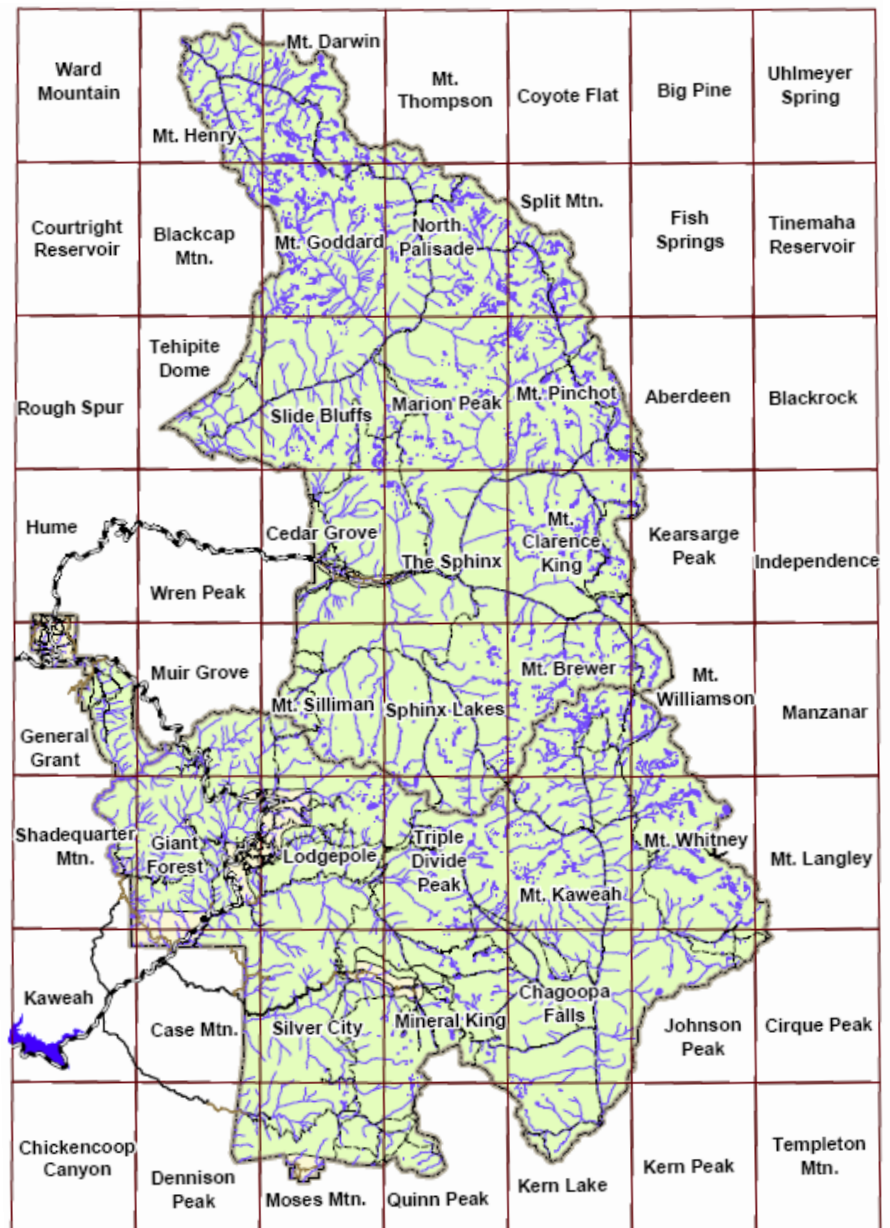 Mt. Darwin
Ward
Mountain
Mt.
Thompson
Coyote Flat
Big Pine
Uhlmeyer
Spring
Mt. Henry
Courtright
Reservoir
Blackcap
Mtn.
Mt. Goddard
North
Palisade
Split Mtn.
Fish
Springs
Tinemaha
Reservoir
Rough Spur
Tehipite
Dome
Slide Bluffs
Marion Peak
Mt. Pinchot
Aberdeen
Blackrock
Hume
Wren Peak
Cedar Grove
The Sphinx
Mt.
Clarence
King
Kearsarge
Peak
Independence
General
Grant
Muir Grove
Mt. Silliman
Sphinx Lakes
Mt. Brewer
Mt.
Williamson
Manzanar
Shadequarter
Mtn.
Giant
Forest
Lodgepole
Triple
Divide
Peak
Mt. Kaweah
Mt. Whitney
Mt. Langley
Kaweah
Case Mtn.
Silver City
Mineral King
Chagoopa
Falls
Johnson
Peak
Cirque Peak
Chickencoop
Canyon
Dennison
Peak
Moses Mtn.
Quinn Peak
Kern Lake
Kern Peak
Templeton
Mtn.